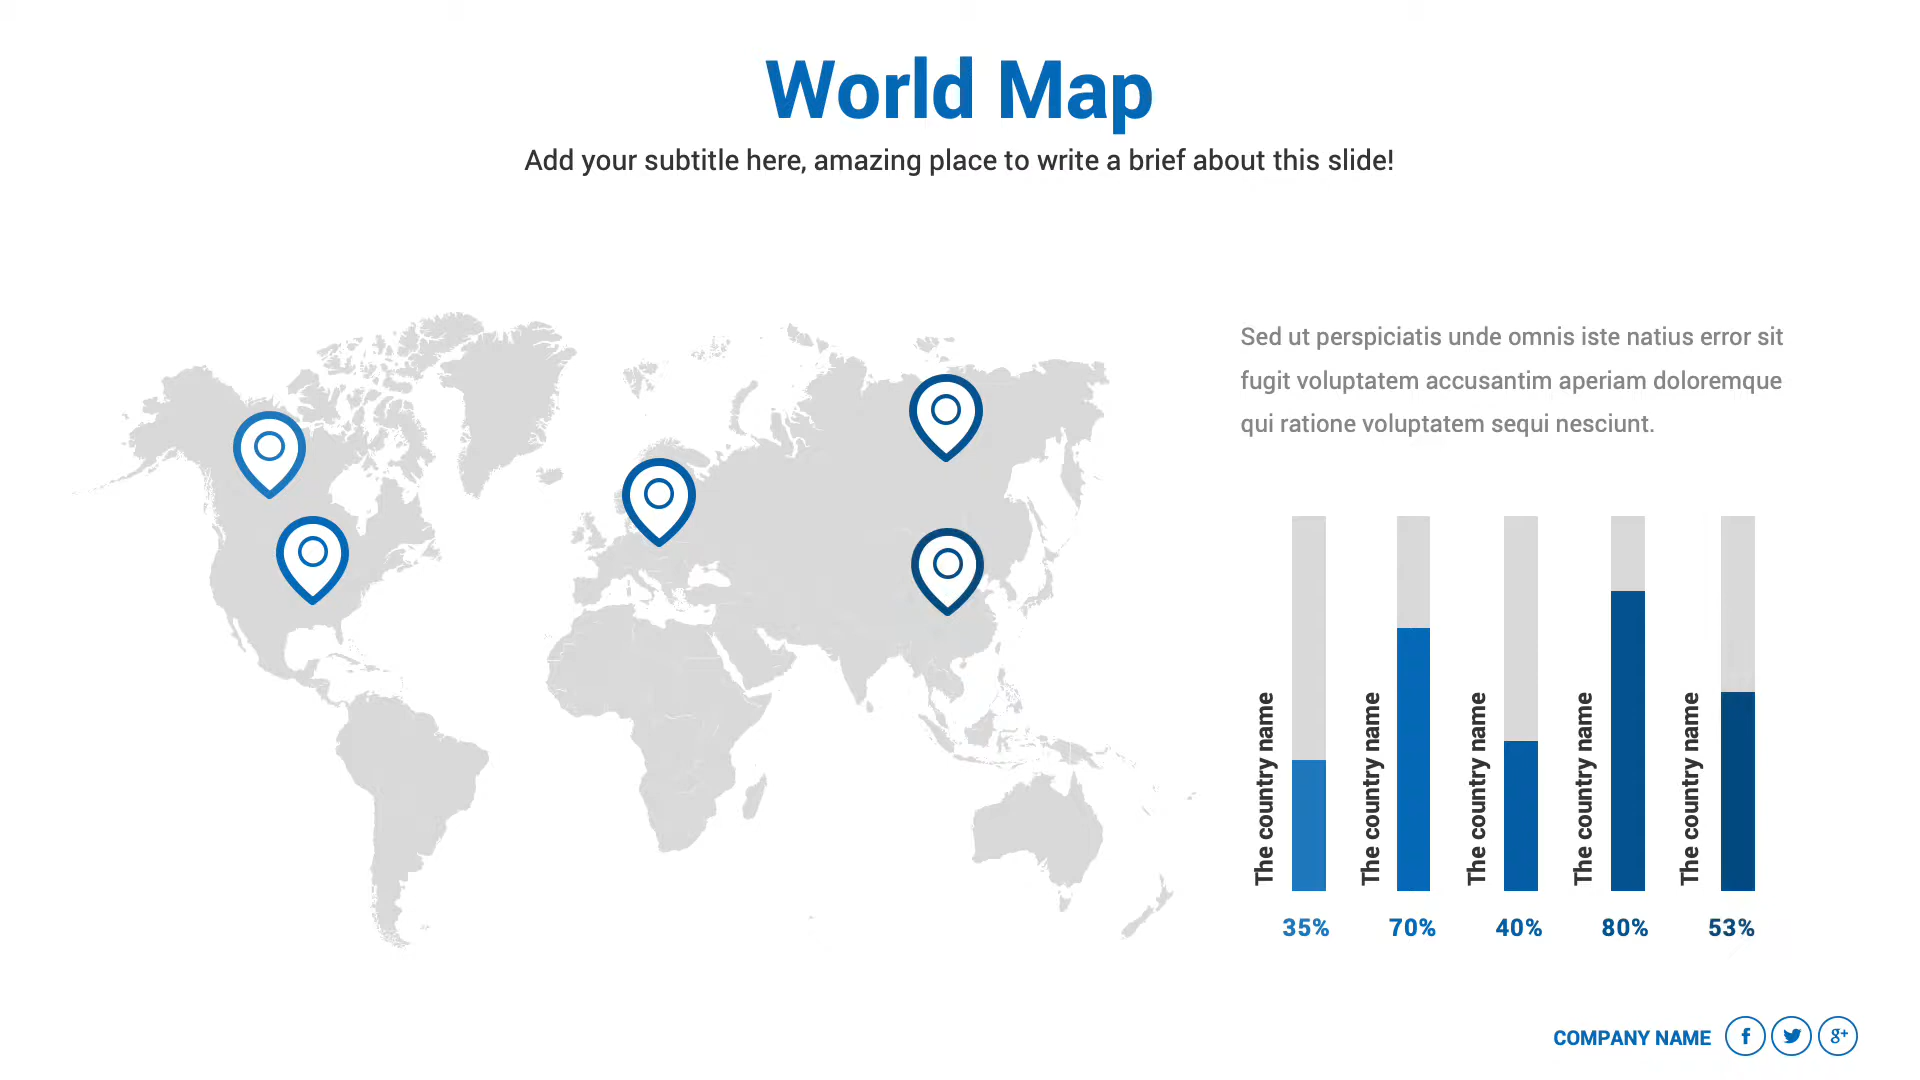 World Map
Add your subtitle here, amazing place to write a brief about this slide!
Sed ut perspiciatis unde omnis iste natius error sit
fugit voluptatem accusantim aperiam doloremque
qui ratione voluptatem sequi nesciunt.
The country name
The country name
The country name
The country name
The country name
35%
70%
40%
80%
53%
COMPANY NAME
f
g+